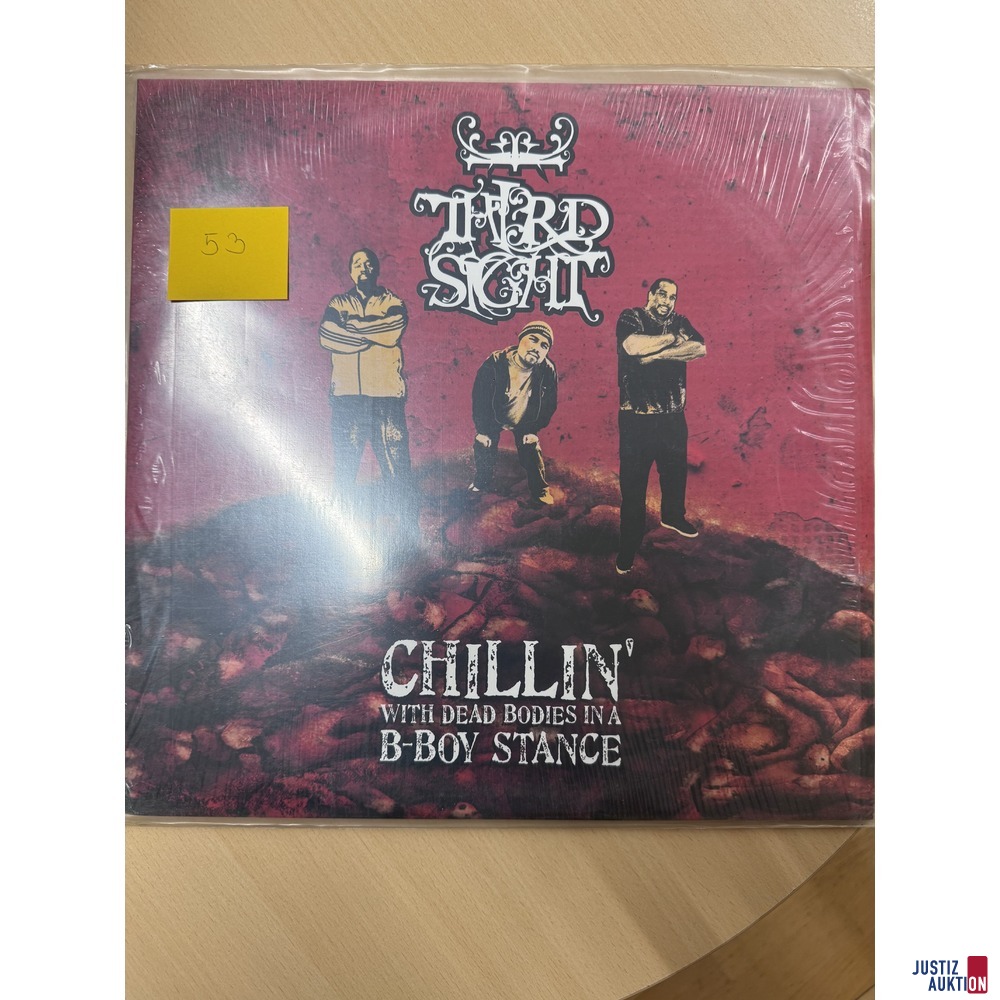 THIRD
SIGHT
53
CHILLIN'
WITH DEAD BODIES IN A
B-BOY STANCE
JUSTIZ
AUKTION